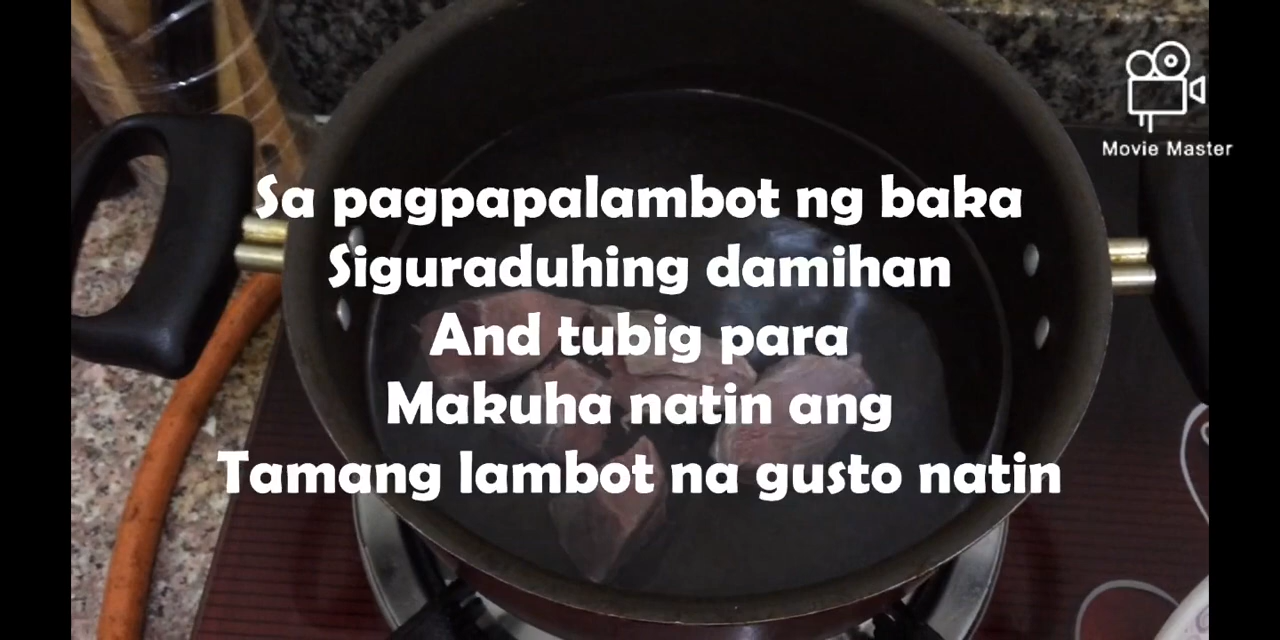 Movie Master
Sa pagpapalambot ng baka
Siguraduhing damihan
And tubig para
Makuha natin ang
Tamang lambot na gusto natin